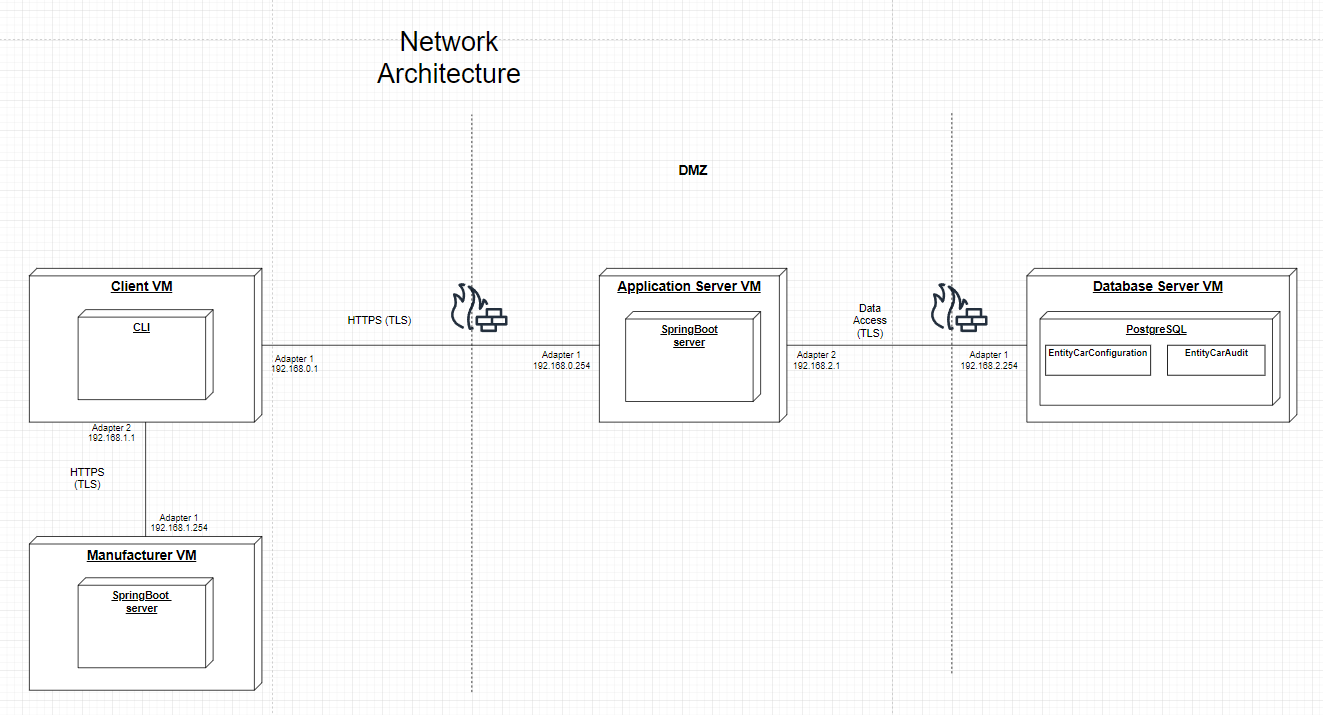 Network
Architecture
DMZ
Client VM
CLI
HTTPS (TLS)
Adapter 1
192.168.0.1
Adapter 1
192.168.0.254
Application Server VM
SpringBoot
server
Adapter 2
192.168.2.1
Data
Access
(TLS)
Adapter 1
192.168.2.254
Database Server VM
PostgreSQL
EntityCarConfiguration
EntityCarAudit
Adapter 2
192.168.1.1
HTTPS
(TLS)
Adapter 1
192.168.1.254
Manufacturer VM
SpringBoot
server